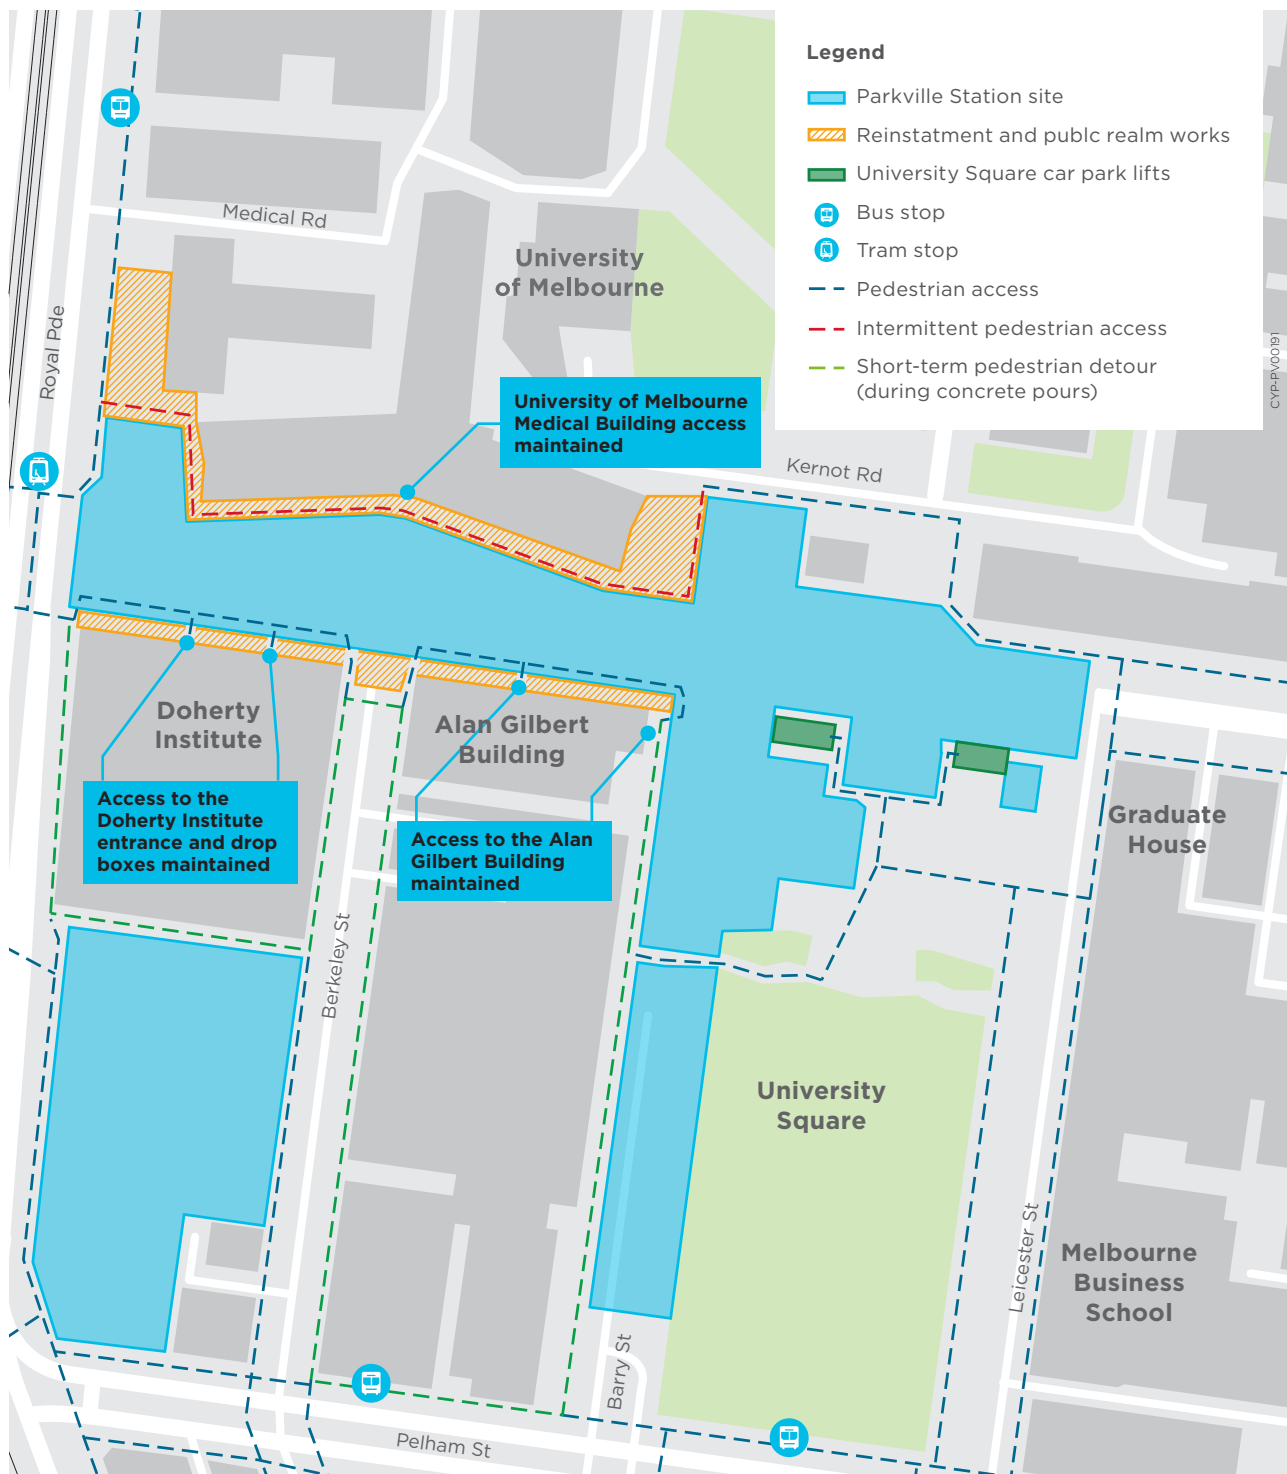 Legend
Parkville Station site
Reinstatment and publc realm works
University Square car park lifts
Bus stop
Tram stop
Pedestrian access
Intermittent pedestrian access
Short-term pedestrian detour
(during concrete pours)
CYP-PV00191
Medical Rd
University
of Melbourne
Royal Pde
University of Melbourne
Medical Building access
maintained
Kernot Rd
Doherty
Institute
Alan Gilbert
Building
Access to the
Doherty Institute
entrance and drop
boxes maintained
Access to the Alan
Gilbert Building
maintained
Graduate
House
Berkeley St
University
Square
Leicester St
Melbourne
Business
School
Barry St
Pelham St